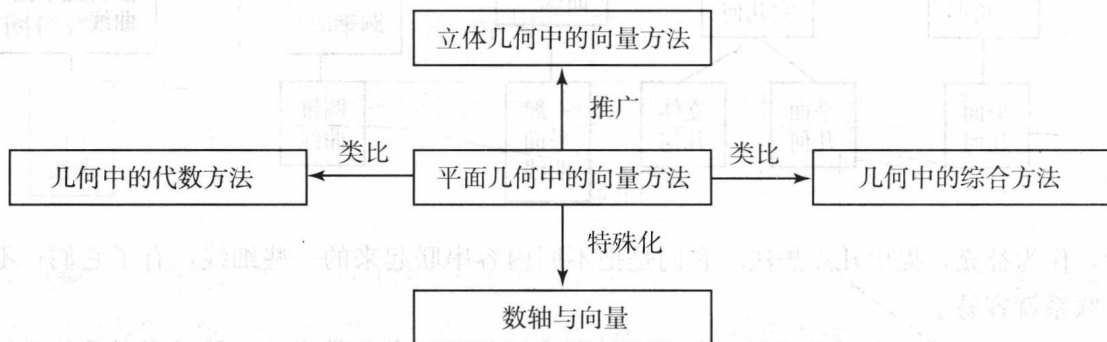 立体几何中的向量方法
推广
类比
类比
几何中的代数方法
平面几何中的向量方法
几何中的综合方法
特殊化
数轴与向量